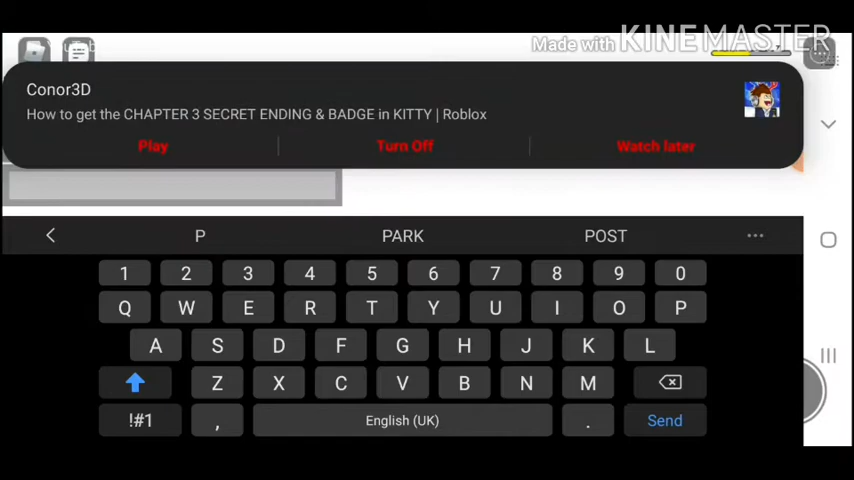 Made with KINEMASTER
Conor3D
How to get the CHAPTER 3 SECRET ENDING & BADGE in KITTY | Roblox
Play Turn Off Watch later
P PARK POST
1 2 3 4 5 6 7 8 9 0
Q W E R T Y U I O P
A S D F G H J K L
Z X C V B N M
!#1 , English (UK) . Send